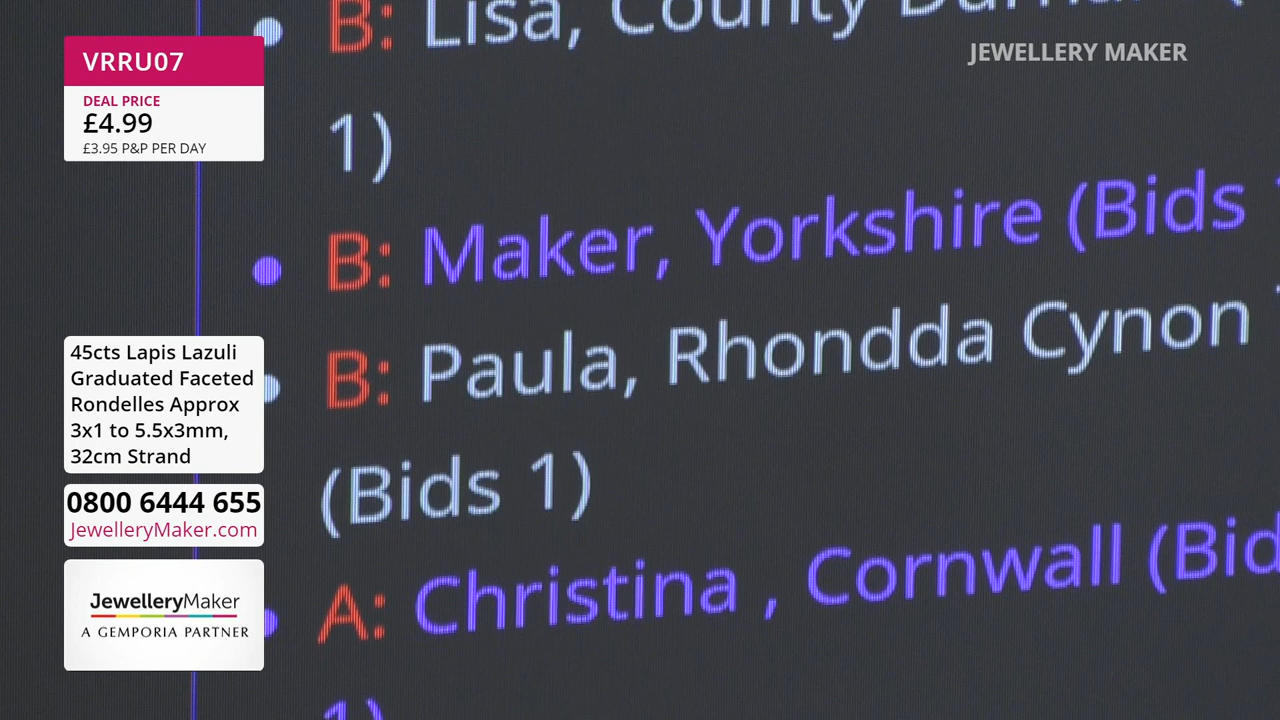 VRRU07
DEAL PRICE
£4.99
£3.95 P&P PER DAY
45cts Lapis Lazuli
Graduated Faceted
Rondelles Approx
3x1 to 5.5x3mm,
32cm Strand
0800 6444 655
JewelleryMaker.com
JewelleryMaker
A GEMPORIA PARTNER
JEWELLERY MAKER
B: Lisa, County
1)
B: Maker, Yorkshire (Bids
B: Paula, Rhondda Cynon
(Bids 1)
A: Christina , Cornwall (Bid
1)